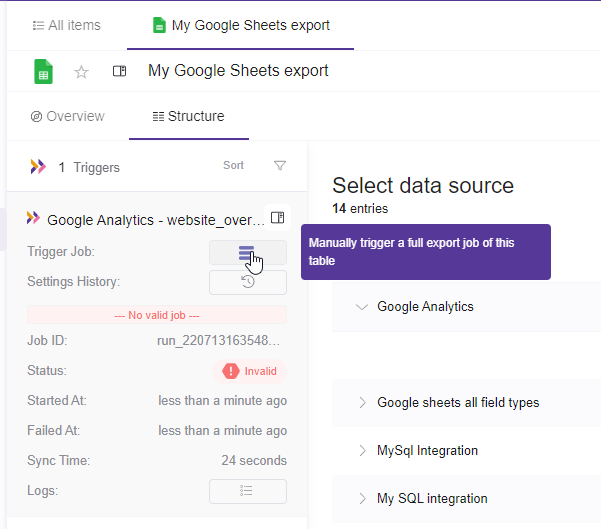 All items
My Google Sheets export
My Google Sheets export
Overview
Structure
1 Triggers
Sort
Google Analytics - website_over...
Trigger Job:
Settings History:
--- No valid job ---
Job ID: run_220713163548...
Status: Invalid
Started At: less than a minute ago
Failed At: less than a minute ago
Sync Time: 24 seconds
Logs:
Select data source
14 entries
Manually trigger a full export job of this
table
Google Analytics
Google sheets all field types
MySql Integration
My SQL integration